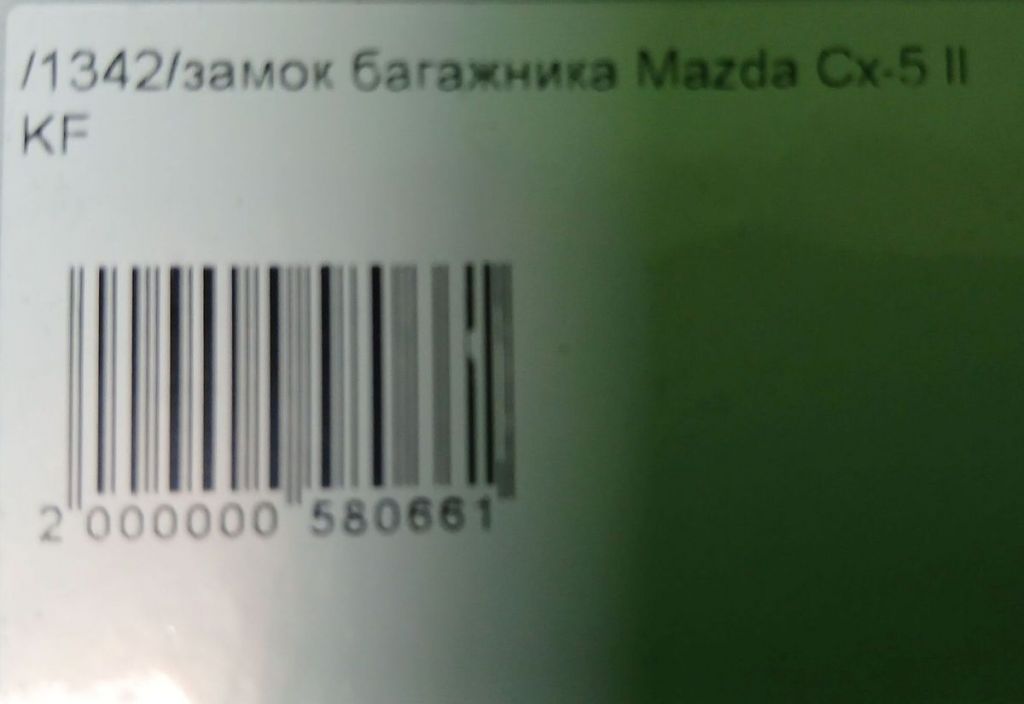 /1342/замок багажника Mazda Cx-5 II
KF
2 000000 580661